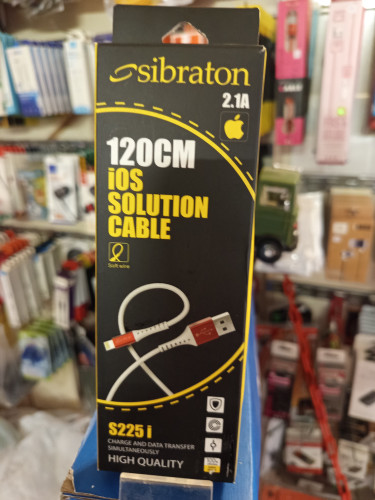 sibraton
2.1A
120CM
iOS
SOLUTION
CABLE
S225 i
CHARGE AND DATA TRANSFER
SIMULTANEOUSLY
HIGH QUALITY